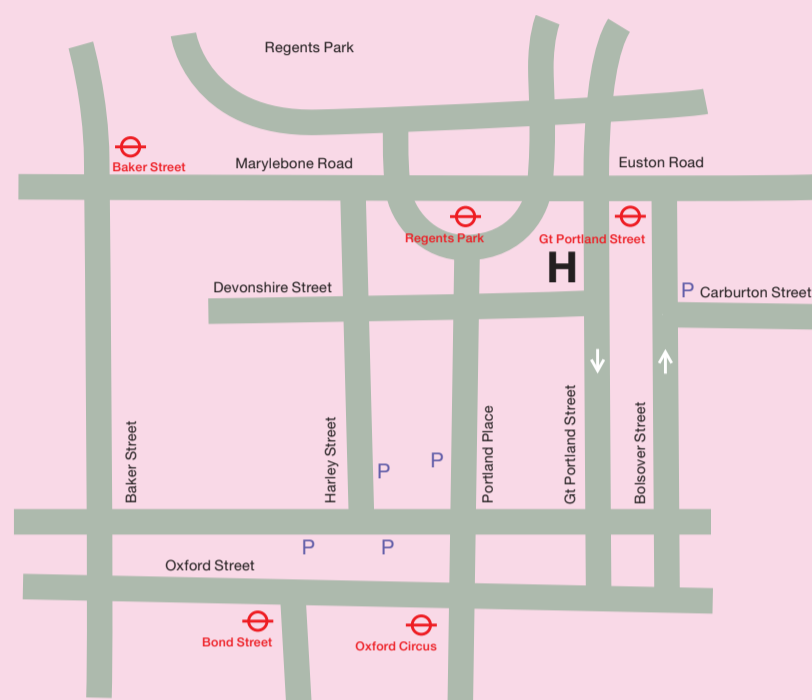 Regents Park
Baker Street
Marylebone Road
Euston Road
Regents Park
Gt Portland Street
H
Devonshire Street
P
Carburton Street
Baker Street
Harley Street
Portland Place
Gt Portland Street
Bolsover Street
P
P
P
P
Oxford Street
Bond Street
Oxford Circus